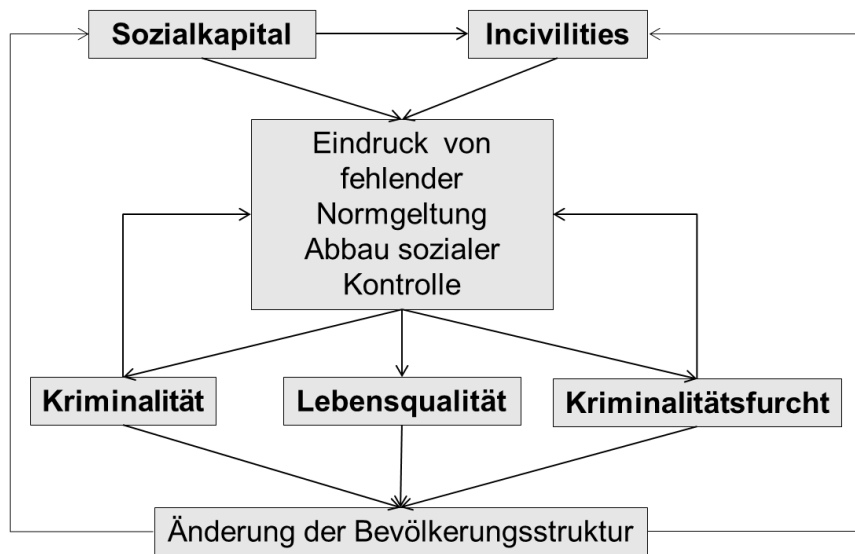 Sozialkapital
Incivilities
Eindruck von
fehlender
Normgeltung
Abbau sozialer
Kontrolle
Kriminalität
Lebensqualität
Kriminalitätsfurcht
Änderung der Bevölkerungsstruktur